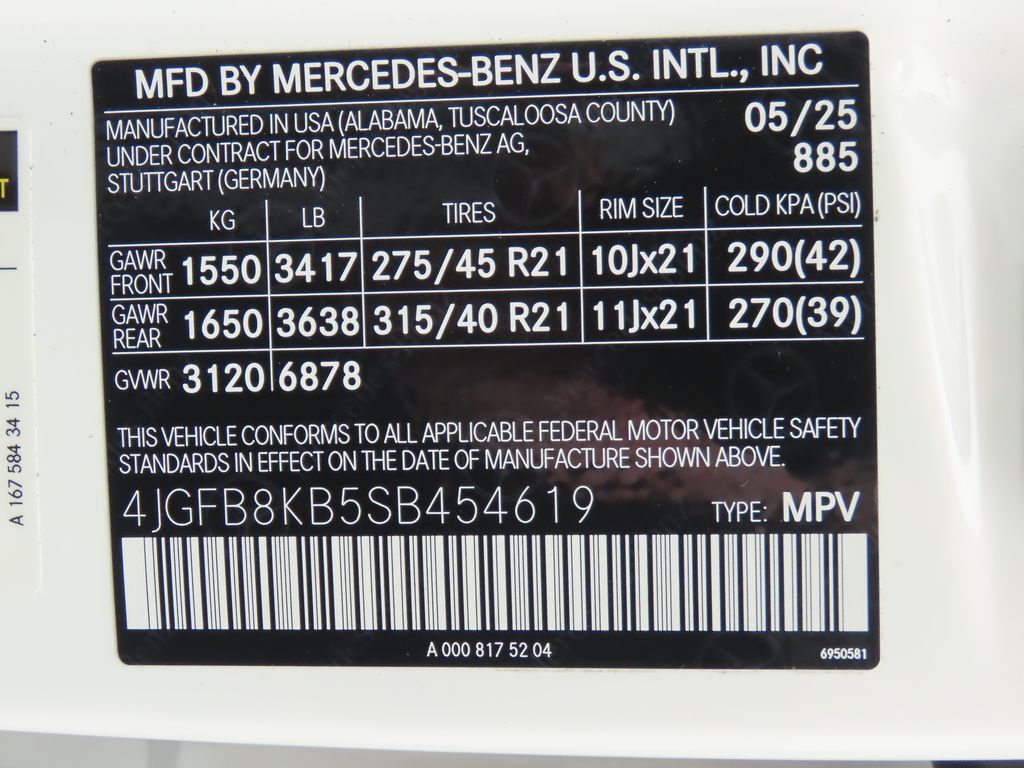 MFD BY MERCEDES-BENZ U.S. INTL., INC
MANUFACTURED IN USA (ALABAMA, TUSCALOOSA COUNTY) 05/25
UNDER CONTRACT FOR MERCEDES-BENZ AG, 885
STUTTGART (GERMANY)
KG LB TIRES RIM SIZE COLD KPA (PSI)
GAWR FRONT 1550 3417 275/45 R21 10Jx21 290(42)
GAWR REAR 1650 3638 315/40 R21 11Jx21 270(39)
GVWR 3120 6878
THIS VEHICLE CONFORMS TO ALL APPLICABLE FEDERAL MOTOR VEHICLE SAFETY
STANDARDS IN EFFECT ON THE DATE OF MANUFACTURE SHOWN ABOVE.
4JGFB8KB5SB454619 TYPE: MPV
A 000 817 52 04 6950581
A 167 584 34 15